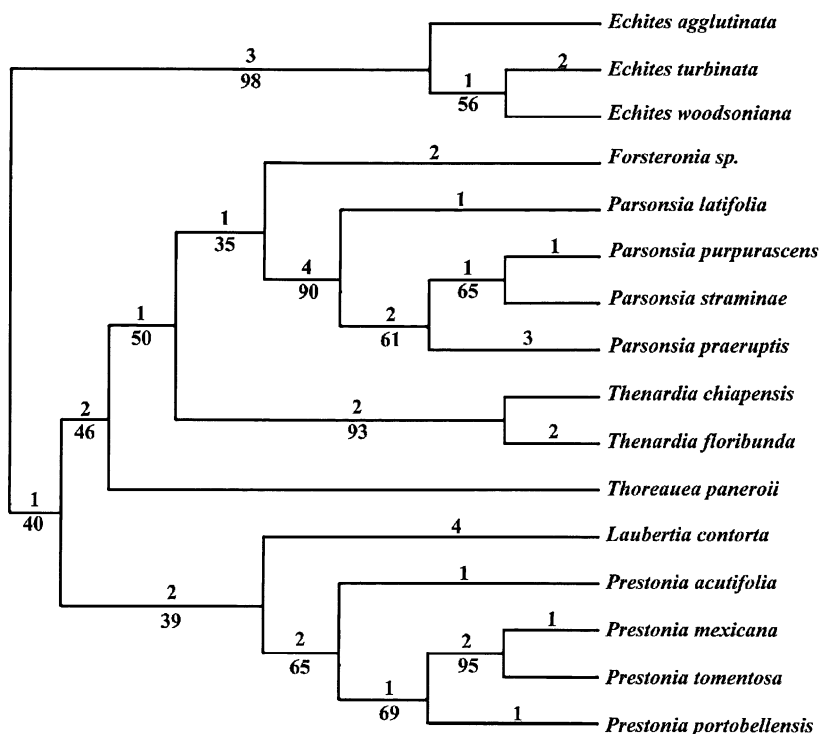 Echites agglutinata
3
98
2
Echites turbinata
1
56
Echites woodsoniana
2
Forsteronia sp.
1
Parsonsia latifolia
1
35
1
Parsonsia purpurascens
4
90
1
65
Parsonsia straminae
1
50
2
61
3
Parsonsia praeruptis
Thenardia chiapensis
2
46
2
93
2
Thenardia floribunda
Thoreauea paneroii
1
40
4
Laubertia contorta
1
Prestonia acutifolia
2
39
1
Prestonia mexicana
2
65
2
95
Prestonia tomentosa
1
69
1
Prestonia portobellensis